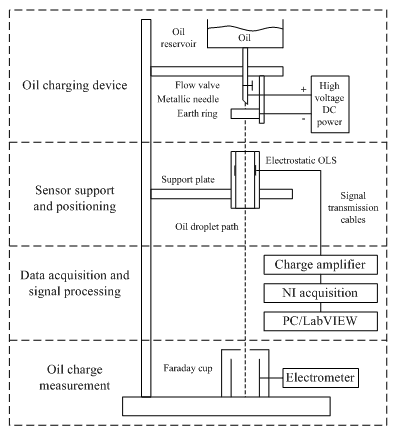 Oil
reservoir
Oil
Oil charging device
Flow valve
Metallic needle
Earth ring
+
-
High
voltage
DC
power
Electrostatic OLS
Sensor support
and positioning
Support plate
Signal
transmission
cables
Oil droplet path
Data acquisition and
signal processing
Charge amplifier
NI acquisition
PC/LabVIEW
Oil charge
measurement
Faraday cup
Electrometer